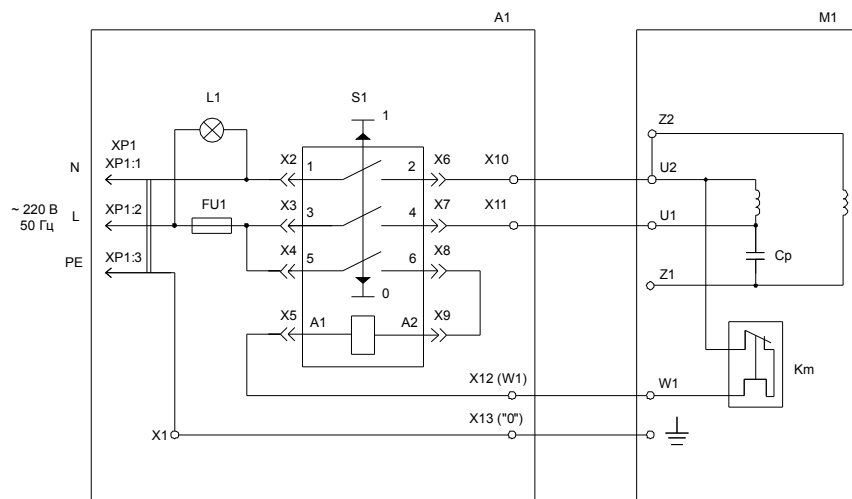 A1
M1
L1
S1
1
Z2
XP1
N
XP1:1
X2
1
2
X6
X10
U2
~ 220 В
50 Гц
L
XP1:2
FU1
X3
3
4
X7
X11
U1
X4
5
6
X8
Cp
PE
XP1:3
0
Z1
X5
A1
A2
X9
Km
X12 (W1)
W1
X1
X13 ("0")